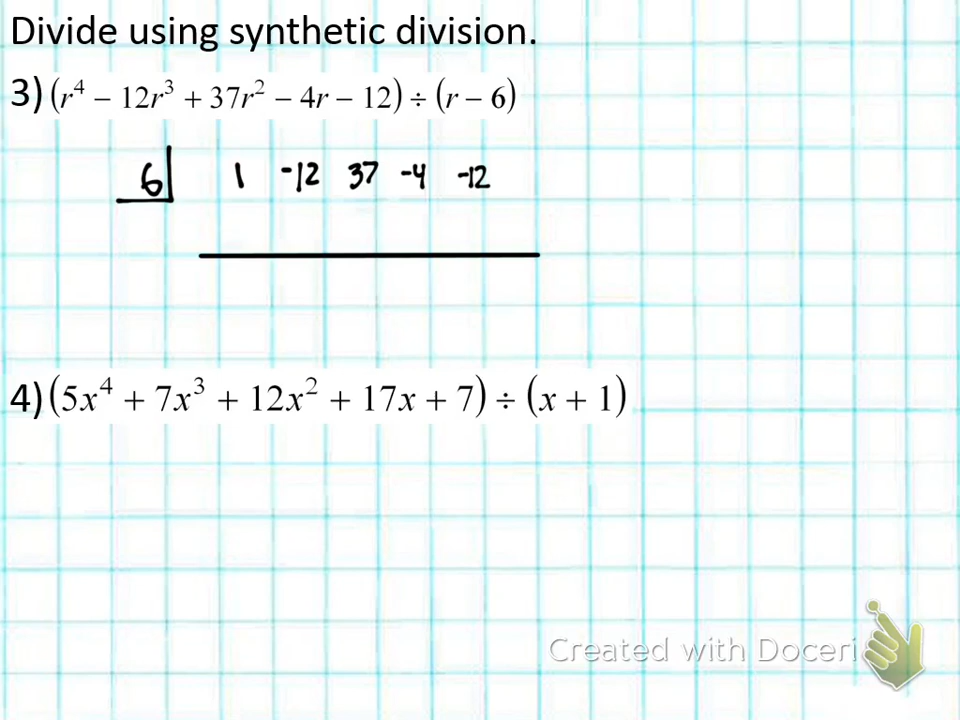 Divide using synthetic division.
3) (r⁴ − 12r³ + 37r² − 4r − 12) ÷ (r − 6)
6 1 -12 37 -4 -12
4) (5x⁴ + 7x³ + 12x² + 17x + 7) ÷ (x + 1)
Created with Doceri